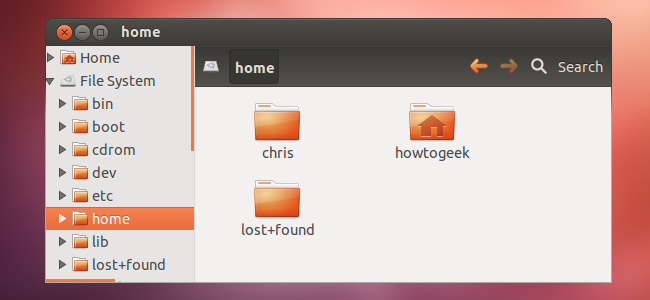 home
Home
File System
bin
boot
cdrom
dev
etc
home
lib
lost+found
home
Search
chris
howtogeek
lost+found